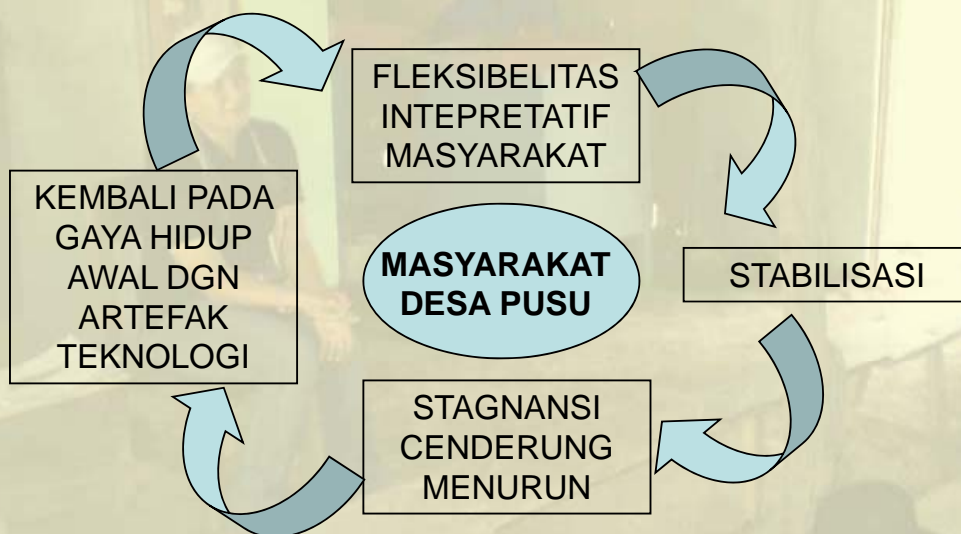 FLEKSIBELITAS
INTEPRETATIF
MASYARAKAT
KEMBALI PADA
GAYA HIDUP
AWAL DGN
ARTEFAK
TEKNOLOGI
MASYARAKAT
DESA PUSU
STABILISASI
STAGNANSI
CENDERUNG
MENURUN